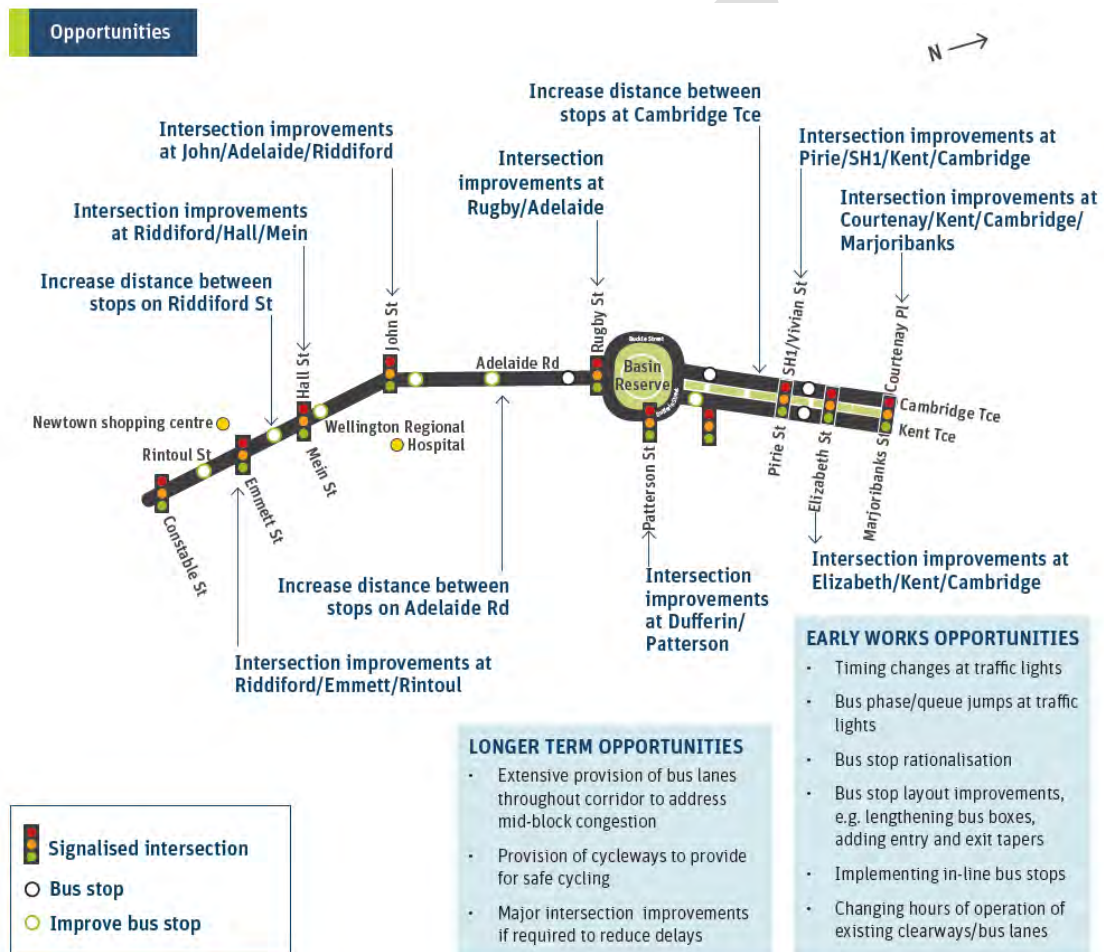 Opportunities
N
Increase distance between
stops at Cambridge Tce
Intersection improvements
at John/Adelaide/Riddiford
Intersection
improvements at
Rugby/Adelaide
Intersection improvements at
Pirie/SH1/Kent/Cambridge
Intersection improvements
at Riddiford/Hall/Mein
Intersection improvements at
Courtenay/Kent/Cambridge/
Marjoribanks
Increase distance between
stops on Riddiford St
John St
Rugby St
SH1/Vivian St
Courtenay Pl
Hall St
Buckle Street
Adelaide Rd
Basin
Reserve
Dufferin Street
Cambridge Tce
Kent Tce
Newtown shopping centre
Wellington Regional
Hospital
Rintoul St
Mein St
Emmett St
Constable St
Patterson St
Pirie St
Elizabeth St
Marjoribanks St
Increase distance between
stops on Adelaide Rd
Intersection
improvements
at Dufferin/
Patterson
Intersection improvements at
Elizabeth/Kent/Cambridge
Intersection improvements at
Riddiford/Emmett/Rintoul
EARLY WORKS OPPORTUNITIES
· Timing changes at traffic lights
· Bus phase/queue jumps at traffic
lights
· Bus stop rationalisation
· Bus stop layout improvements,
e.g. lengthening bus boxes,
adding entry and exit tapers
· Implementing in-line bus stops
· Changing hours of operation of
existing clearways/bus lanes
LONGER TERM OPPORTUNITIES
· Extensive provision of bus lanes
throughout corridor to address
mid-block congestion
· Provision of cycleways to provide
for safe cycling
· Major intersection improvements
if required to reduce delays
Signalised intersection
Bus stop
Improve bus stop